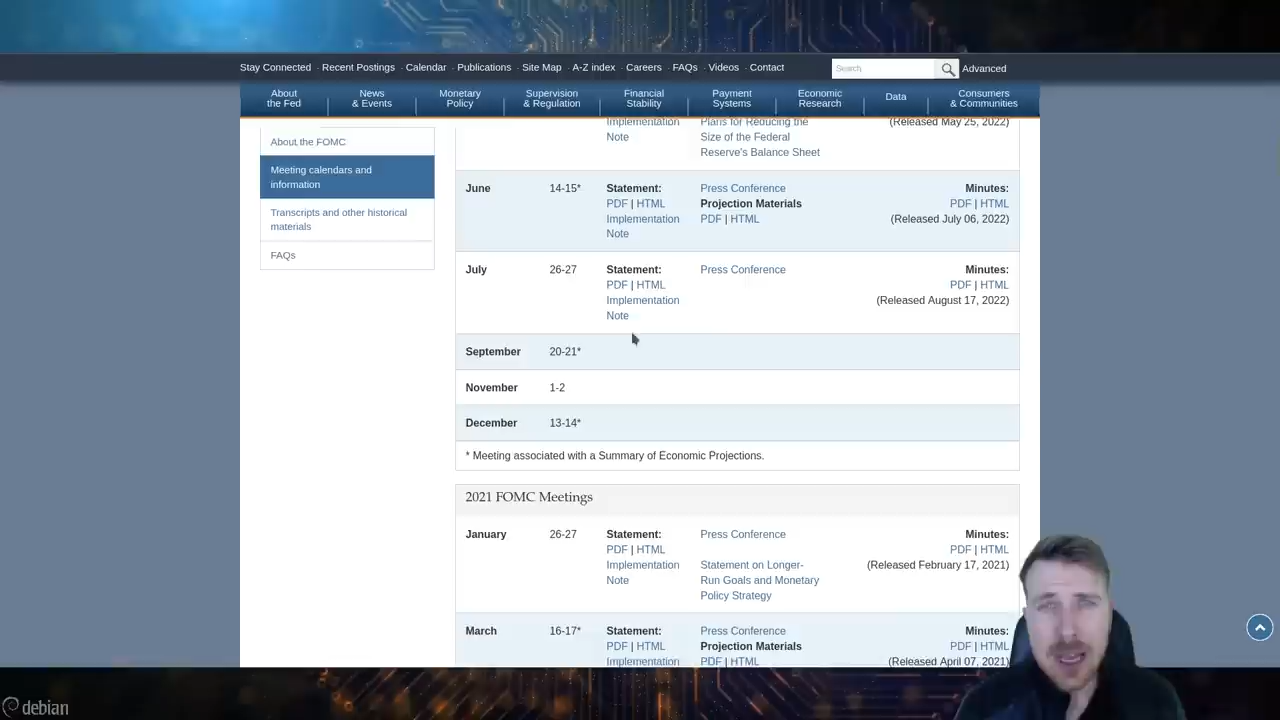 Stay Connected · Recent Postings · Calendar · Publications · Site Map · A-Z index · Careers · FAQs · Videos · Contact
Search
Advanced
About the Fed
News & Events
Monetary Policy
Supervision & Regulation
Financial Stability
Payment Systems
Economic Research
Data
Consumers & Communities
About the FOMC
Meeting calendars and
information
Transcripts and other historical
materials
FAQs
Implementation
Note
Plans for Reducing the
Size of the Federal
Reserve's Balance Sheet
(Released May 25, 2022)
June
14-15*
Statement:
PDF | HTML
Implementation
Note
Press Conference
Projection Materials
PDF | HTML
Minutes:
PDF | HTML
(Released July 06, 2022)
July
26-27
Statement:
PDF | HTML
Implementation
Note
Press Conference
Minutes:
PDF | HTML
(Released August 17, 2022)
September
20-21*
November
1-2
December
13-14*
* Meeting associated with a Summary of Economic Projections.
2021 FOMC Meetings
January
26-27
Statement:
PDF | HTML
Implementation
Note
Press Conference
Statement on Longer-
Run Goals and Monetary
Policy Strategy
Minutes:
PDF | HTML
(Released February 17, 2021)
March
16-17*
Statement:
PDF | HTML
Implementation
Press Conference
Projection Materials
PDF | HTML
Minutes:
PDF | HTML
(Released April 07, 2021)
debian